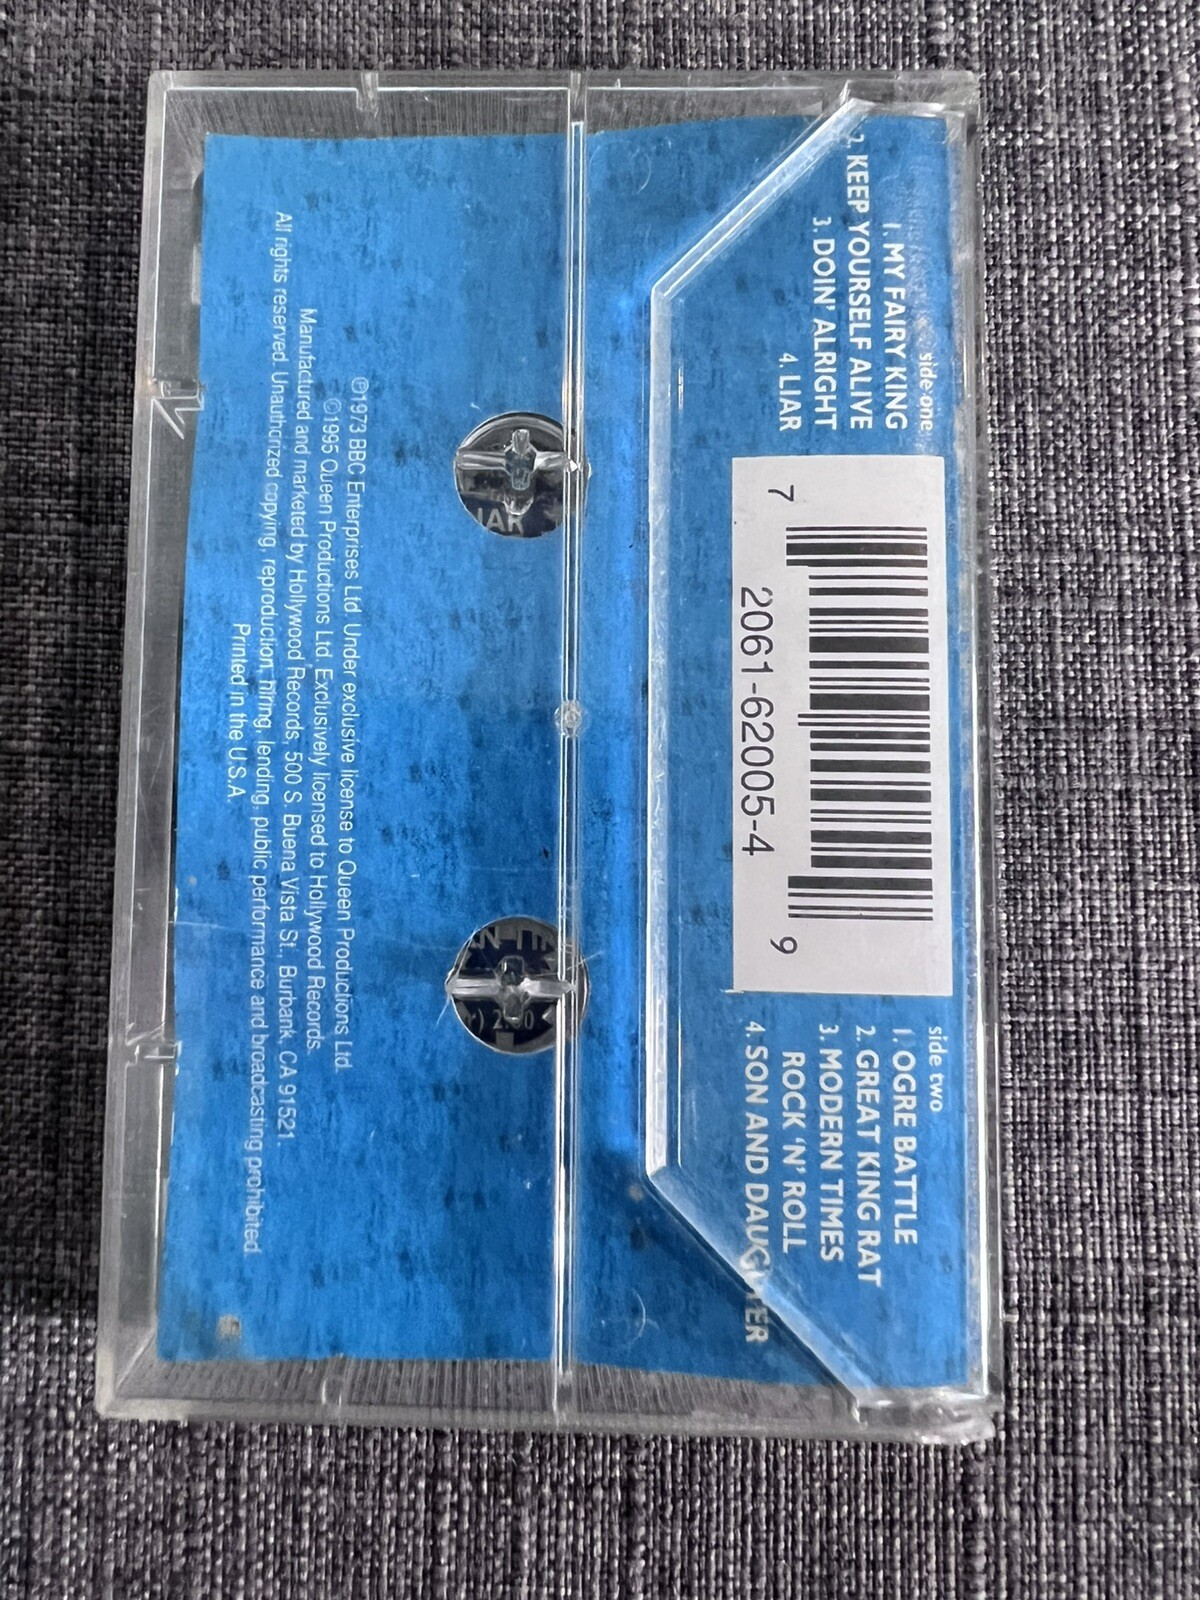 side one
1. MY FAIRY KING
2. KEEP YOURSELF ALIVE
3. DOIN' ALRIGHT
4. LIAR
7 2061-62005-4 9
side two
1. OGRE BATTLE
2. GREAT KING RAT
3. MODERN TIMES
ROCK 'N' ROLL
4. SON AND DAUGHTER
IAR
℗1973 BBC Enterprises Ltd. Under exclusive license to Queen Productions Ltd.
©1995 Queen Productions Ltd. Exclusively licensed to Hollywood Records.
Manufactured and marketed by Hollywood Records, 500 S. Buena Vista St., Burbank, CA 91521.
All rights reserved. Unauthorized copying, reproduction, hiring, lending, public performance and broadcasting prohibited.
Printed in the U.S.A.